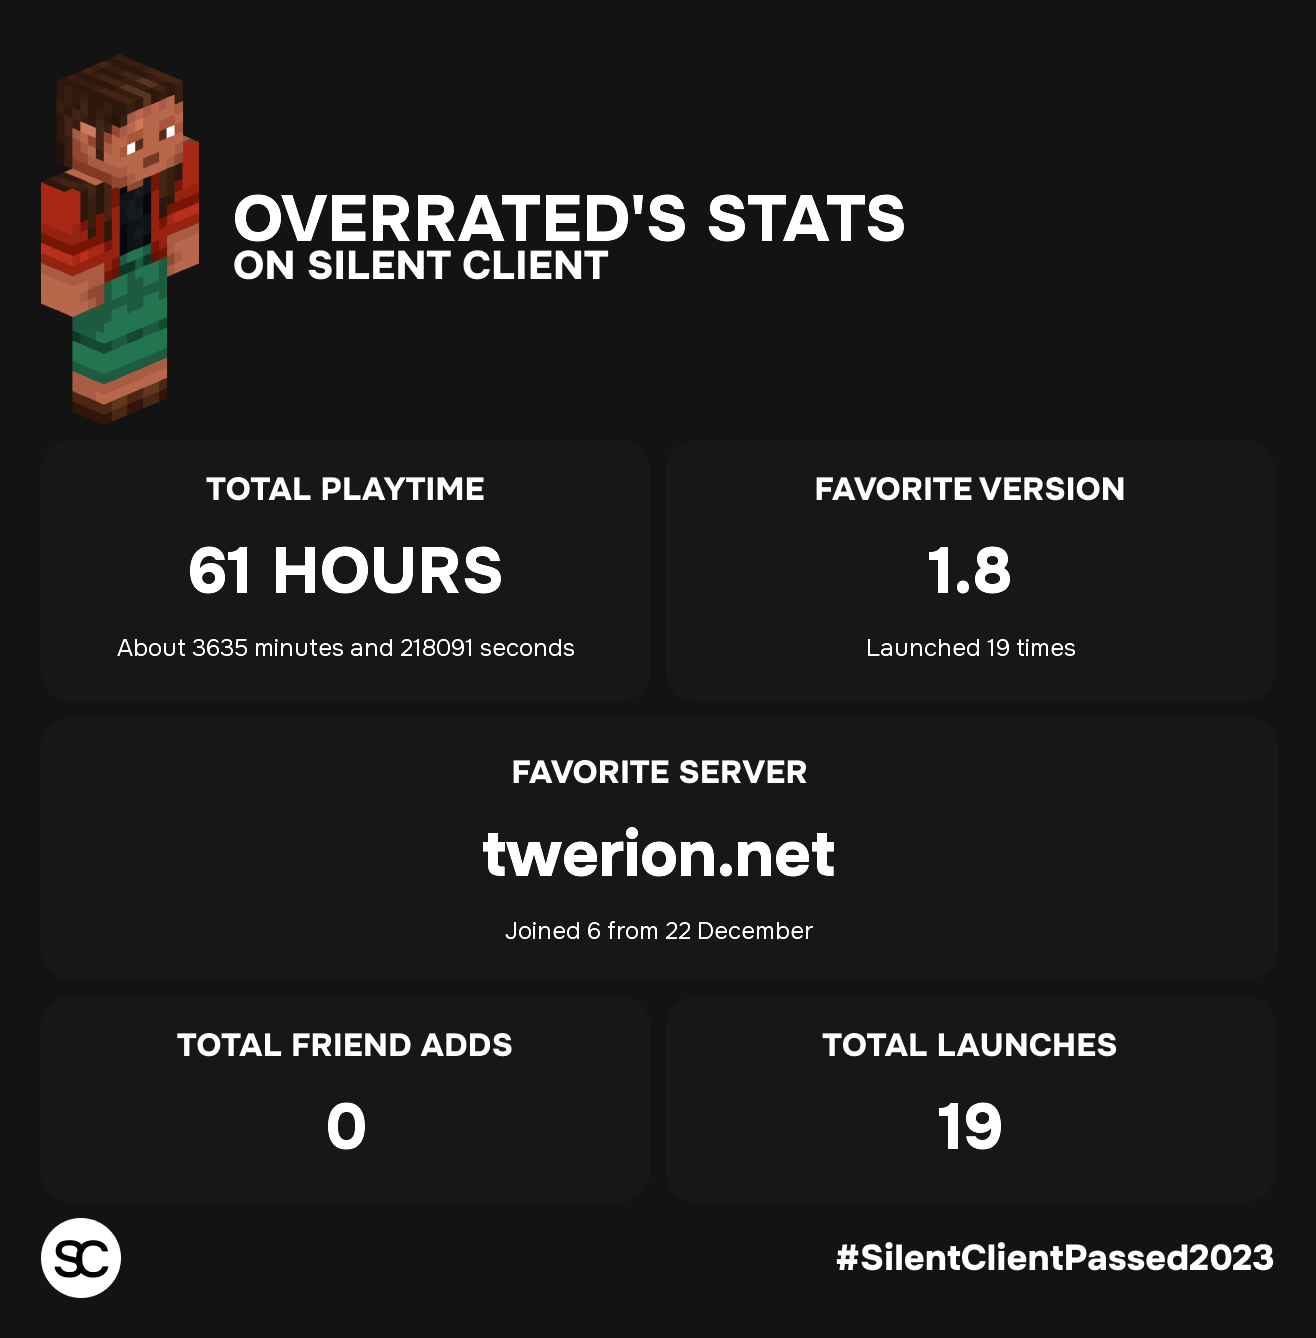 OVERRATED'S STATS
ON SILENT CLIENT
TOTAL PLAYTIME
61 HOURS
About 3635 minutes and 218091 seconds
FAVORITE VERSION
1.8
Launched 19 times
FAVORITE SERVER
twerion.net
Joined 6 from 22 December
TOTAL FRIEND ADDS
0
TOTAL LAUNCHES
19
SC
#SilentClientPassed2023